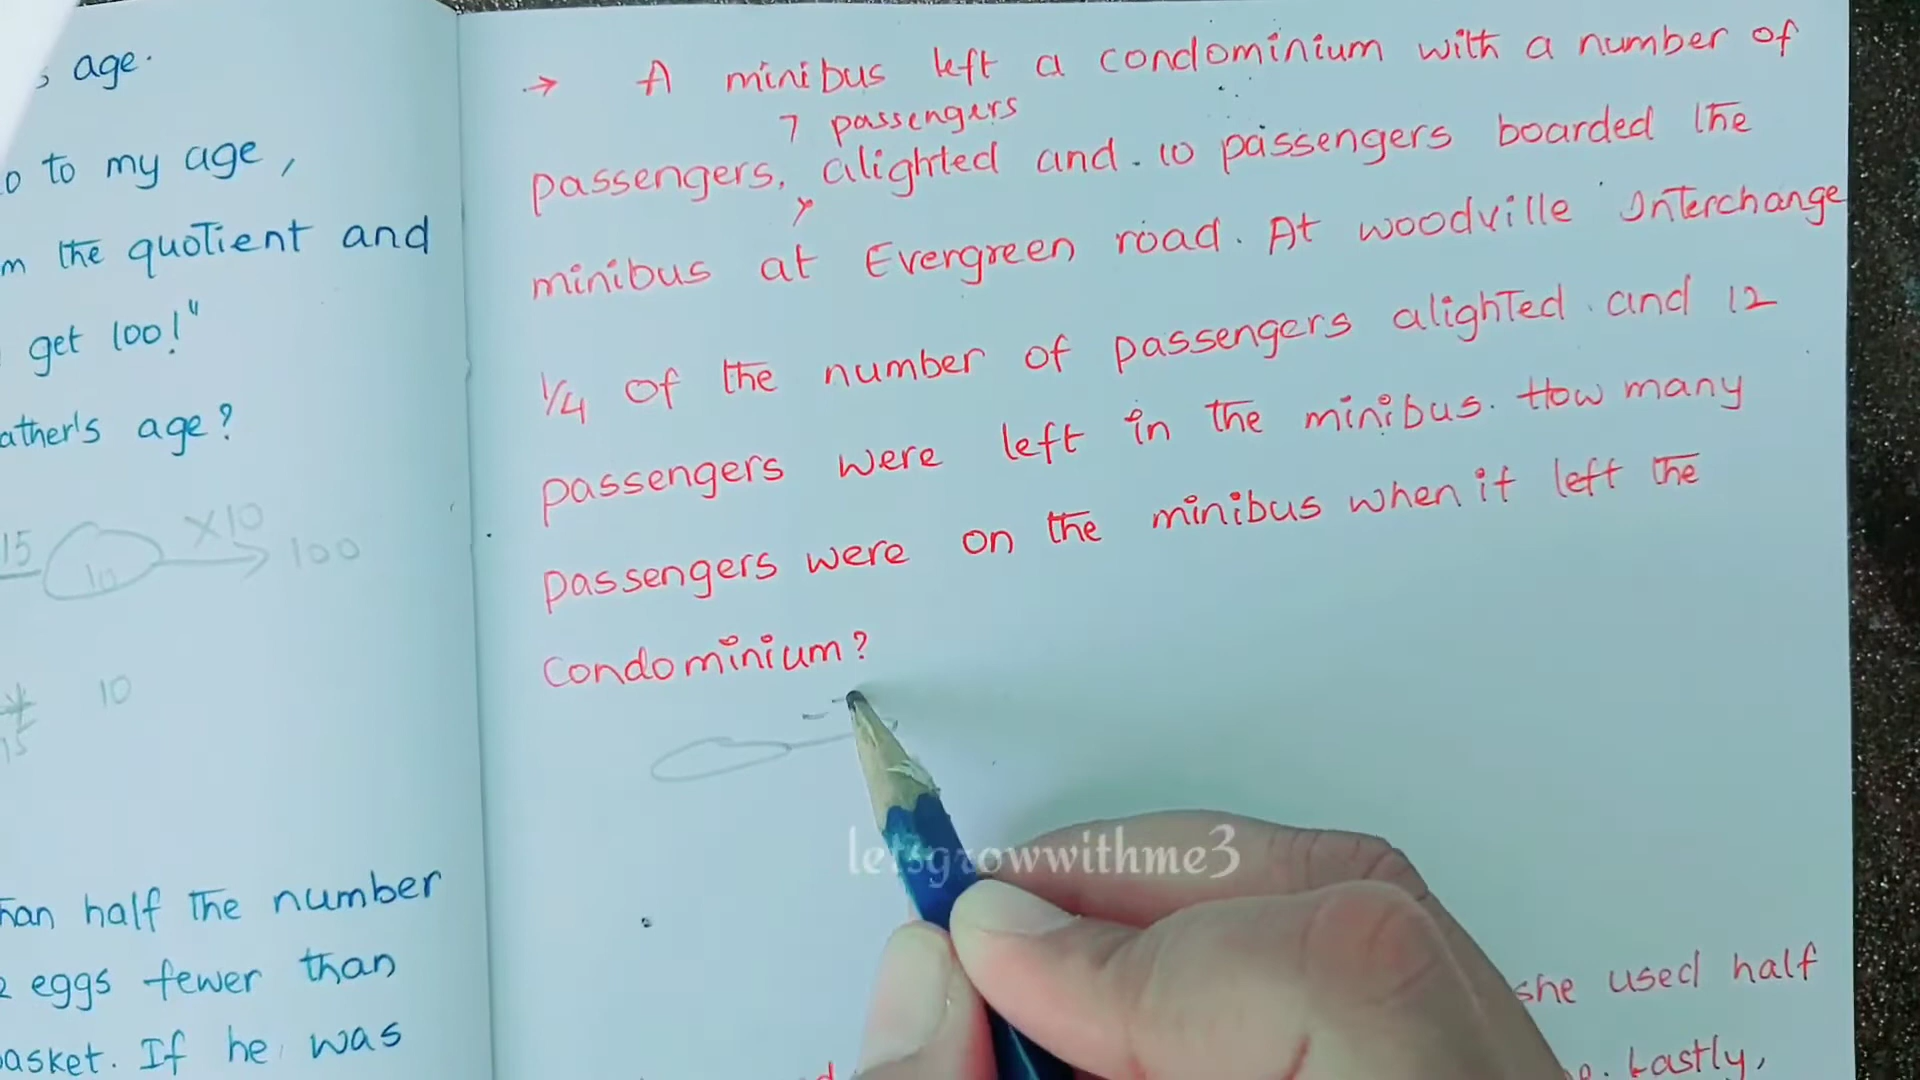 s age.
o to my age,
m the quotient and
get 100!"
ather's age?
15 10 ×10 100
10
15
han half the number
2 eggs fewer than
basket. If he was
→ A minibus left a condominium with a number of
7 passengers
passengers, alighted and 10 passengers boarded the
minibus at Evergreen road. At woodville Interchange
1/4 of the number of passengers alighted and 12
passengers were left in the minibus. How many
passengers were on the minibus when it left the
Condominium?
letsgrowwithme3
she used half
Lastly,